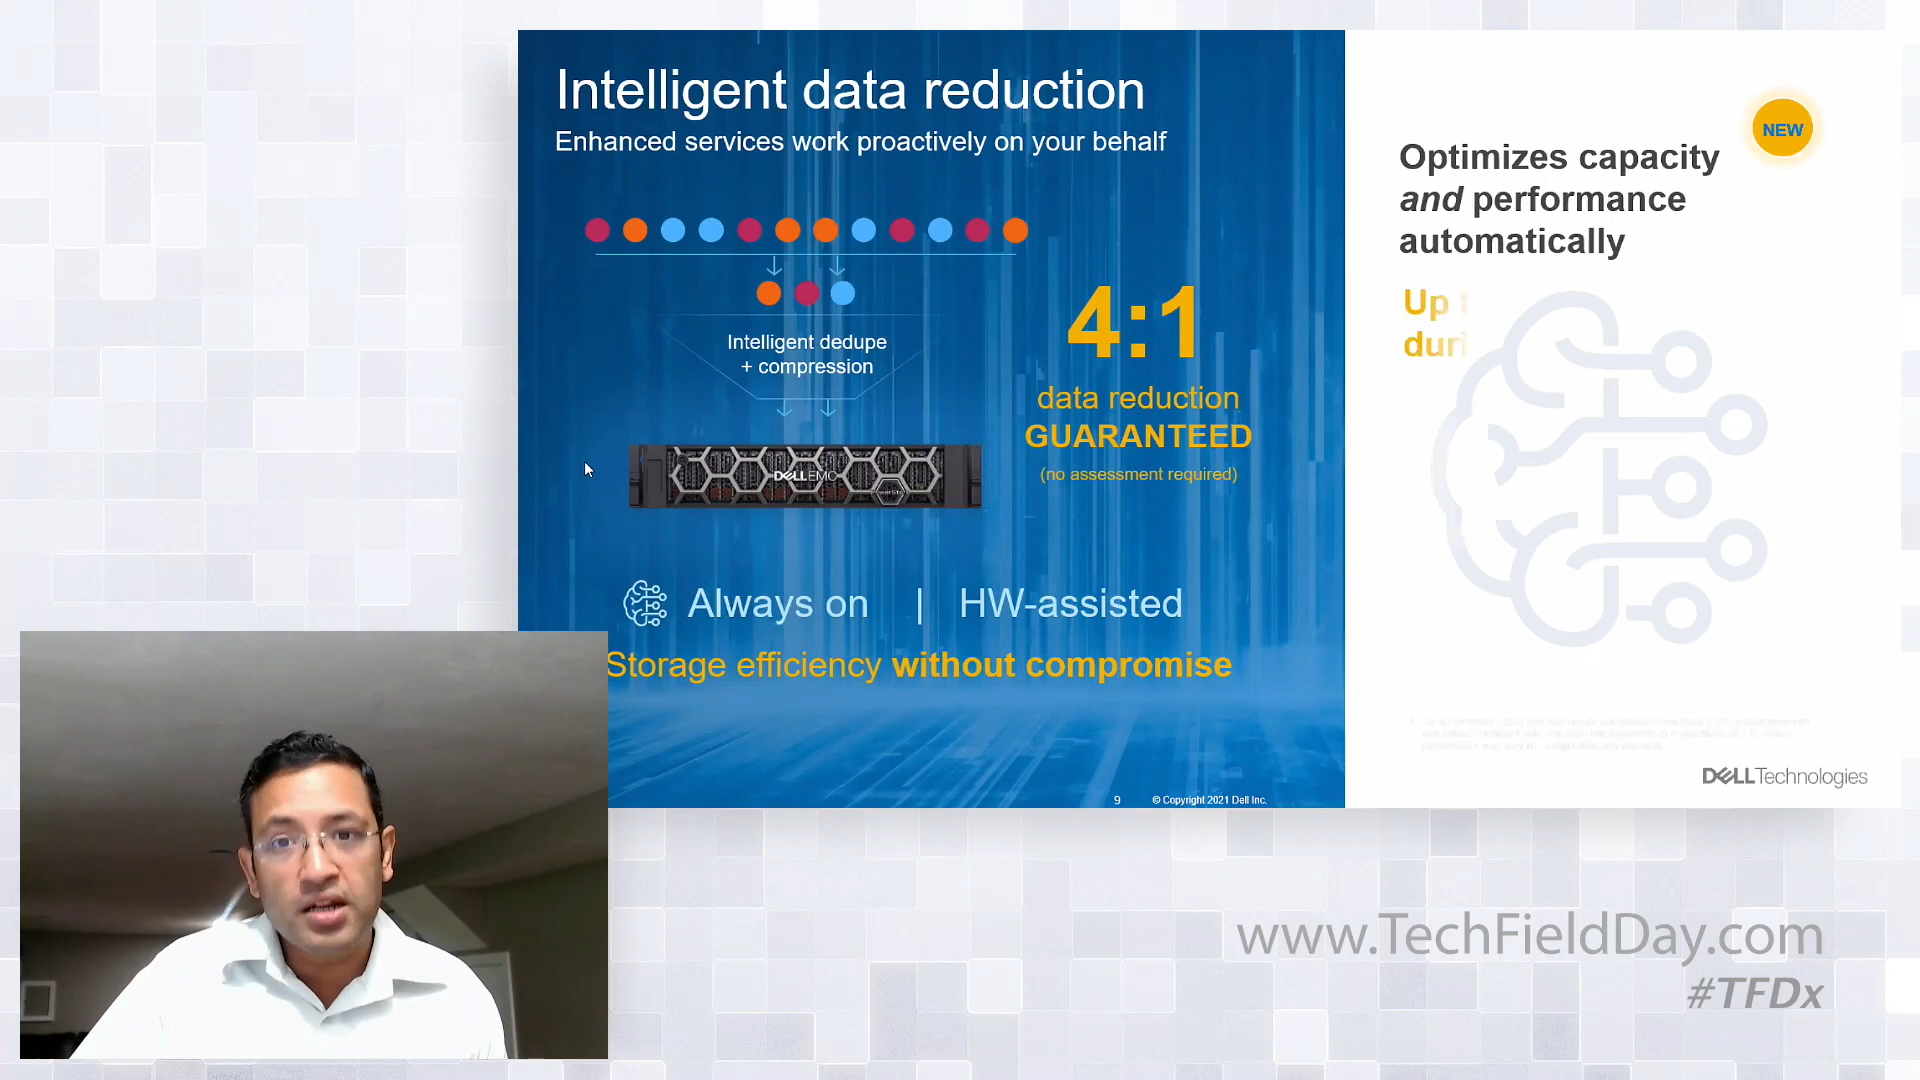 Intelligent data reduction
Enhanced services work proactively on your behalf
Intelligent dedupe
+ compression
DELLEMC
4:1
data reduction
GUARANTEED
(no assessment required)
Always on | HW-assisted
Storage efficiency without compromise
9 © Copyright 2021 Dell Inc.
NEW
Optimizes capacity
and performance
automatically
Up
DELLTechnologies
www.TechFieldDay.com
#TFDx